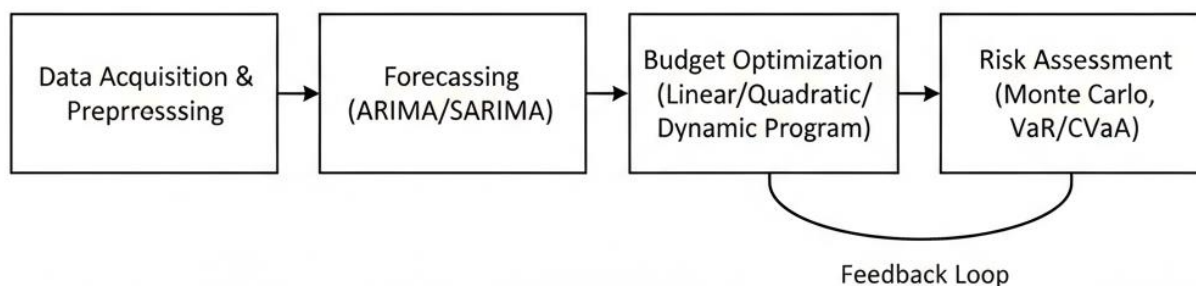 Data Acquisition &
Preprresssing
Forecassing
(ARIMA/SARIMA)
Budget Optimization
(Linear/Quadratic/
Dynamic Program)
Risk Assessment
(Monte Carlo,
VaR/CVaA)
Feedback Loop